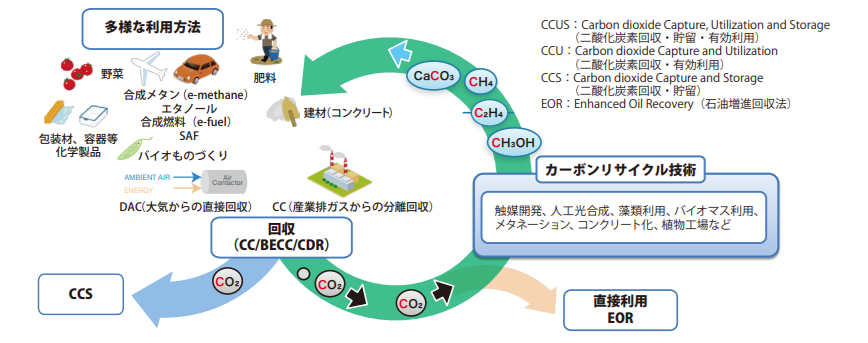 多様な利用方法
野菜
合成メタン（e-methane）
エタノール
合成燃料（e-fuel）
SAF
包装材、容器等
化学製品
バイオものづくり
肥料
建材（コンクリート）
AMBIENT AIR
ENERGY
Air
Contactor
DAC（大気からの直接回収）
CC（産業排ガスからの分離回収）
CaCO₃
CH₄
C₂H₄
CH₃OH
CCUS：Carbon dioxide Capture, Utilization and Storage
（二酸化炭素回収・貯留・有効利用）
CCU：Carbon dioxide Capture and Utilization
（二酸化炭素回収・有効利用）
CCS：Carbon dioxide Capture and Storage
（二酸化炭素回収・貯留）
EOR：Enhanced Oil Recovery（石油増進回収法）
カーボンリサイクル技術
触媒開発、人工光合成、藻類利用、バイオマス利用、
メタネーション、コンクリート化、植物工場など
回収
（CC/BECC/CDR）
CCS
CO₂
CO₂
CO₂
直接利用
EOR